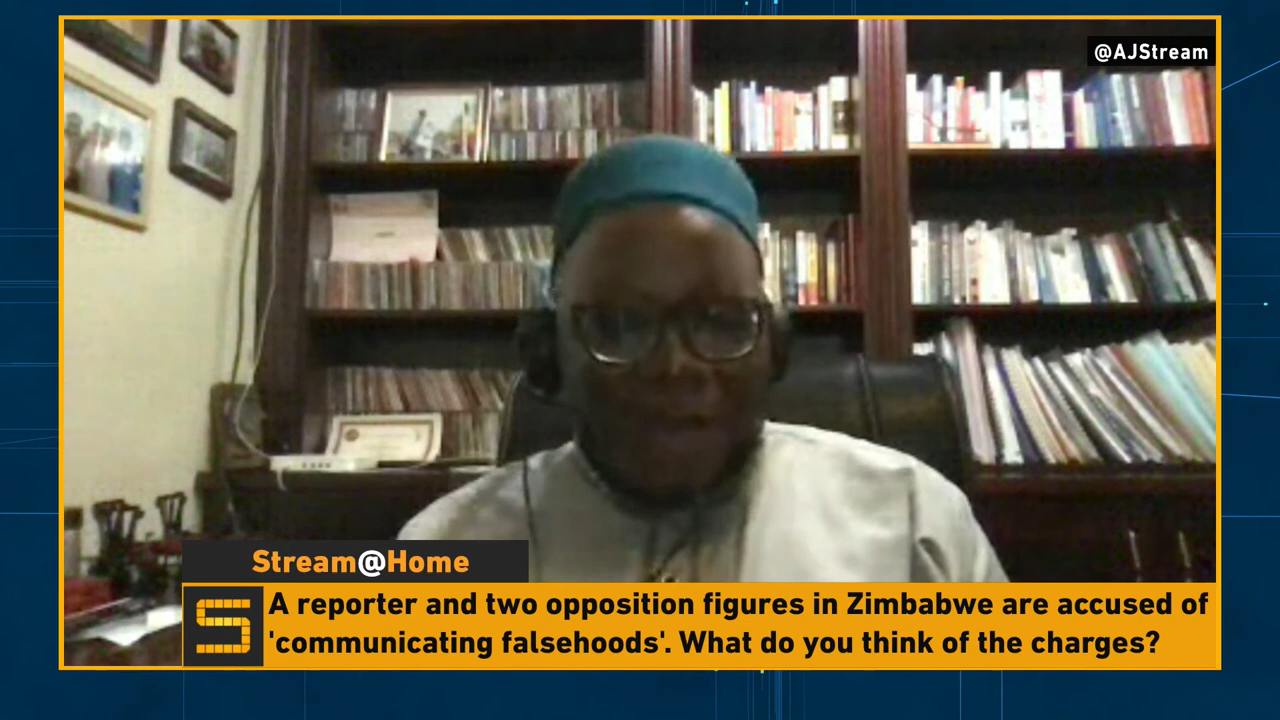 @AJStream
Stream@Home
A reporter and two opposition figures in Zimbabwe are accused of
'communicating falsehoods'. What do you think of the charges?